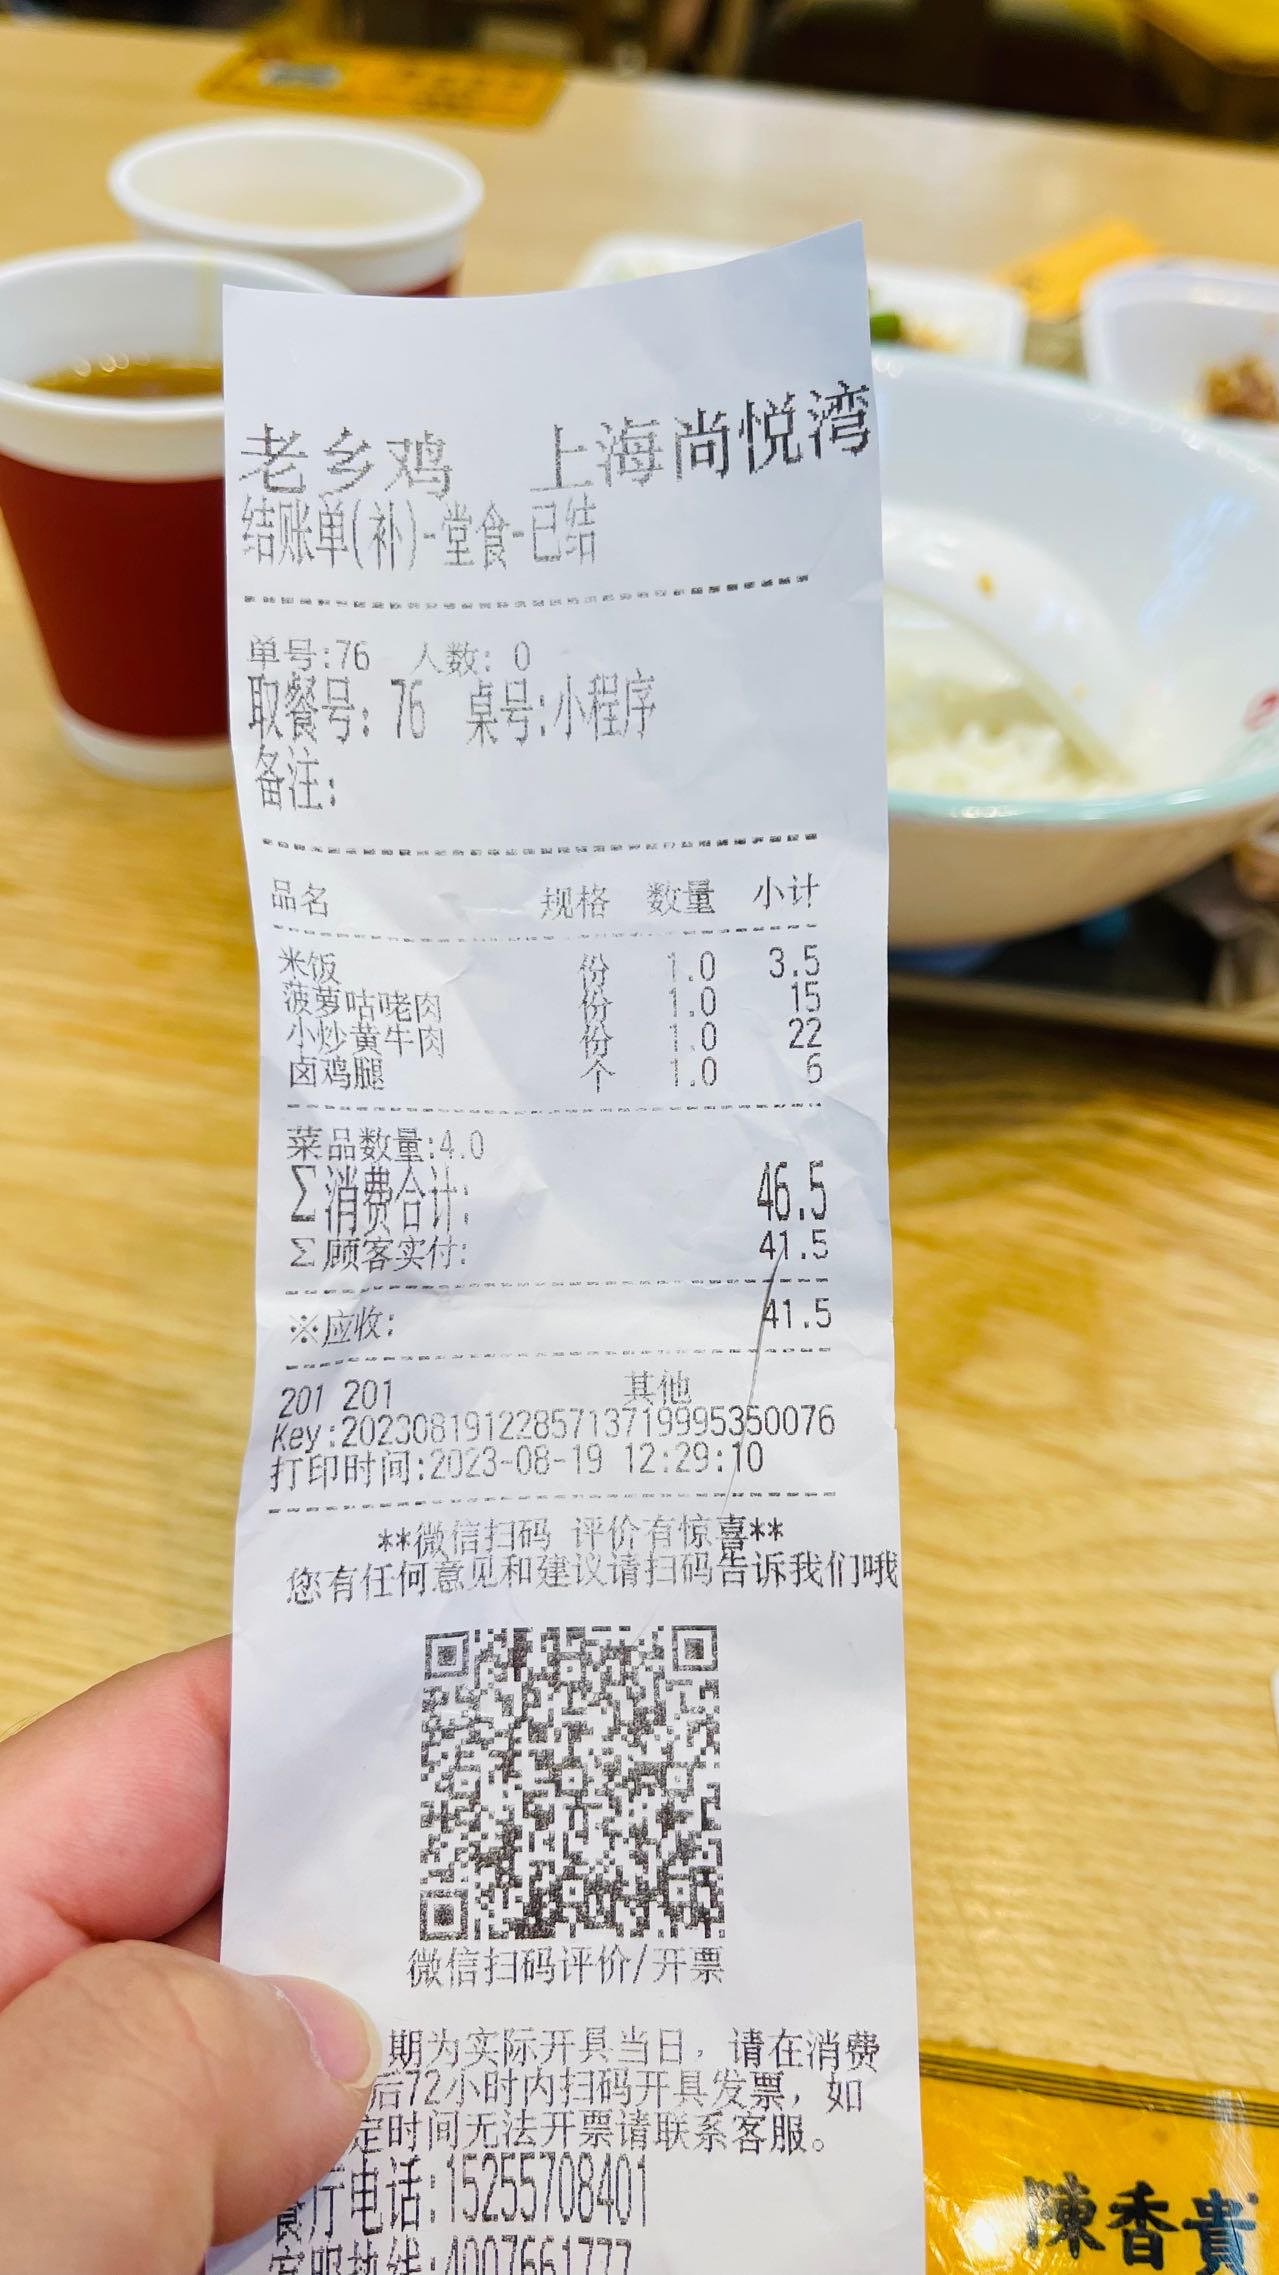 老乡鸡 上海尚悦湾
结账单(补)-堂食-已结
单号:76 人数: 0
取餐号: 76 桌号:小程序
备注:
品名 规格 数量 小计
米饭 份 1.0 3.5
菠萝咕咾肉 份 1.0 15
小炒黄牛肉 份 1.0 22
卤鸡腿 个 1.0 6
菜品数量:4.0
Σ消费合计: 46.5
Σ顾客实付: 41.5
※应收: 41.5
201 201 其他
Key:20230819122857137199953​50076
打印时间:2023-08-19 12:29:10
**微信扫码 评价有惊喜**
您有任何意见和建议请扫码告诉我们哦
微信扫码评价/开票
期为实际开具当日，请在消费
后72小时内扫码开具发票，如
定时间无法开票请联系客服。
餐厅电话:15255708401
客服热线:4007661777
陳香貴